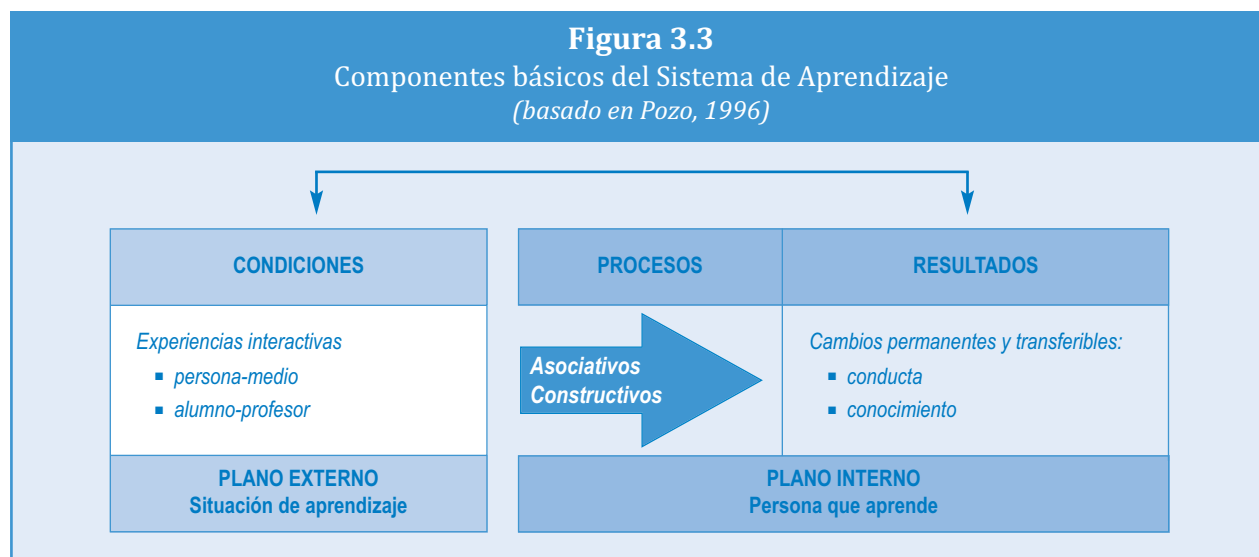 Figura 3.3
Componentes básicos del Sistema de Aprendizaje
(basado en Pozo, 1996)
CONDICIONES
PROCESOS
RESULTADOS
Experiencias interactivas
▪ persona-medio
▪ alumno-profesor
Asociativos
Constructivos
Cambios permanentes y transferibles:
▪ conducta
▪ conocimiento
PLANO EXTERNO
Situación de aprendizaje
PLANO INTERNO
Persona que aprende